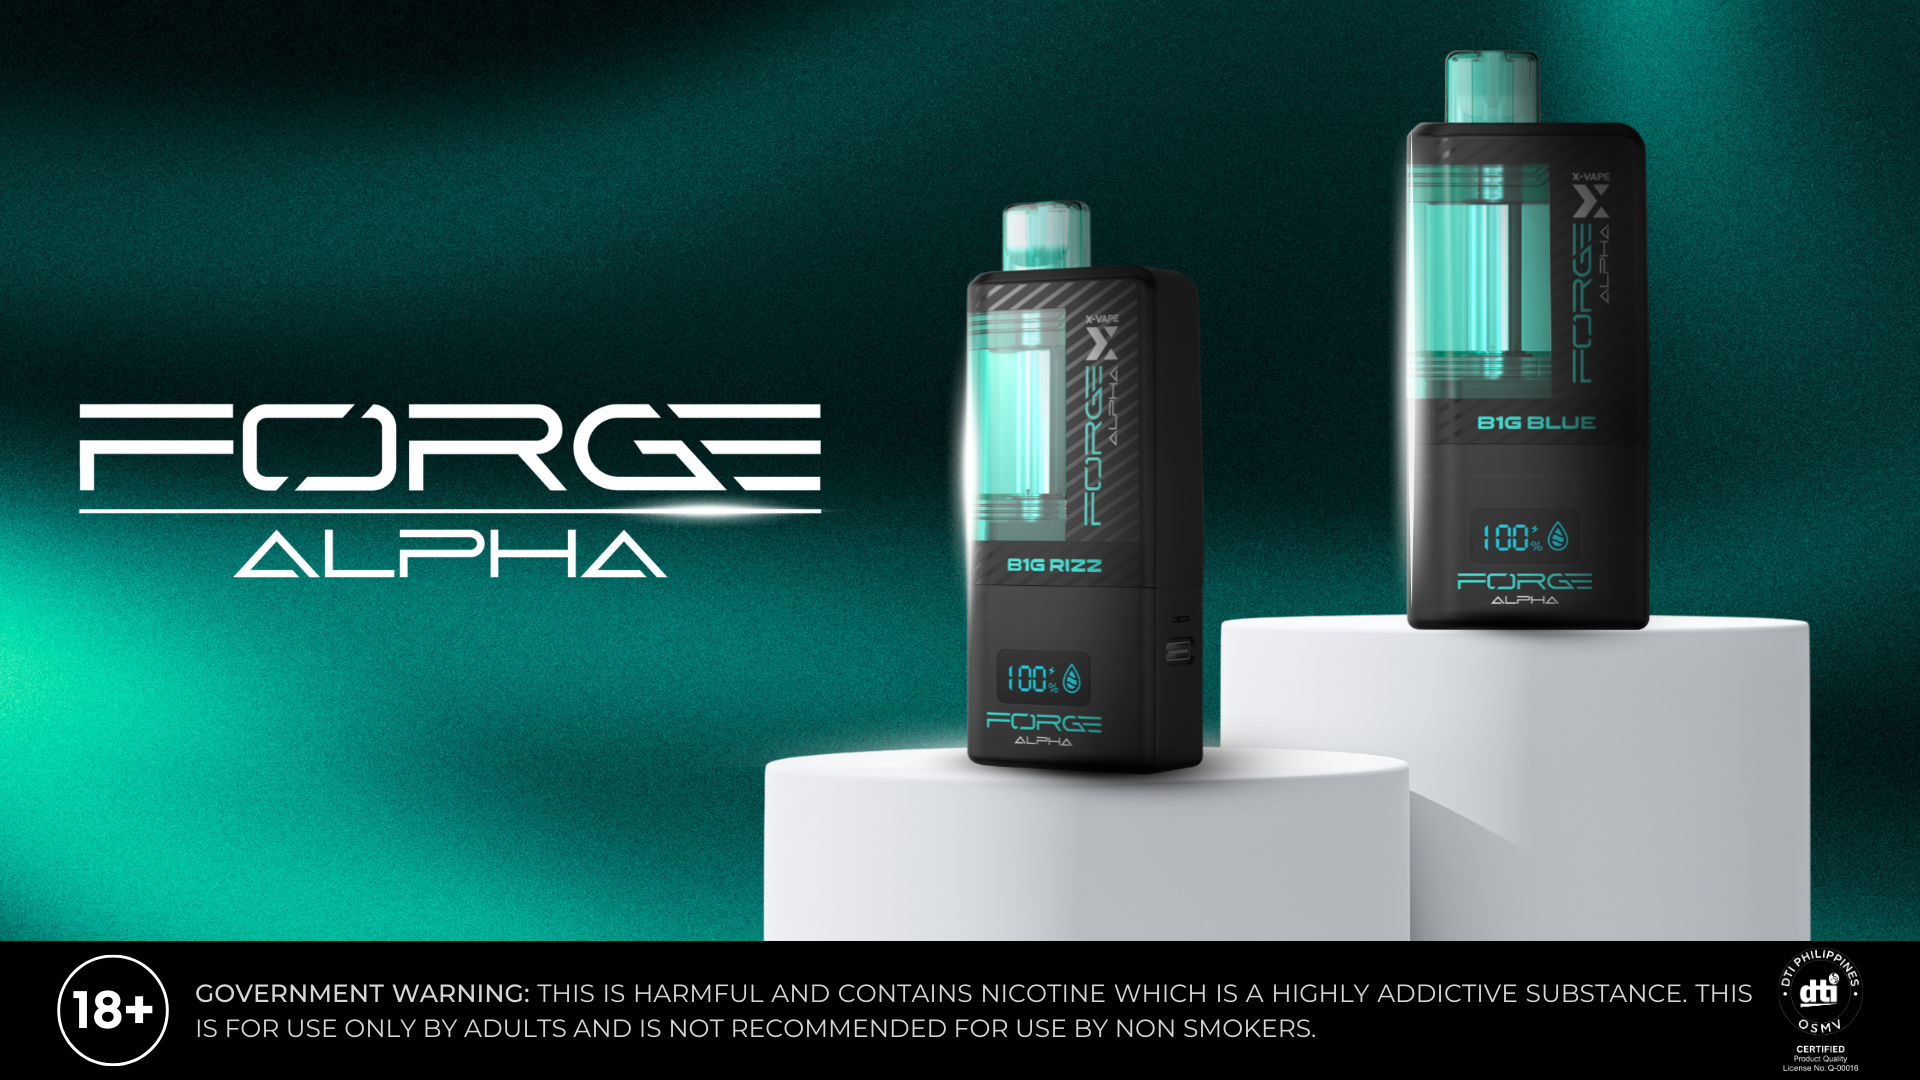 FORGE
ALPHA
X-VAPE
X
FORGE
ALPHA
B1G RIZZ
100%
FORGE
ALPHA
X-VAPE
X
FORGE
ALPHA
B1G BLUE
100%
FORGE
ALPHA
18+
GOVERNMENT WARNING: THIS IS HARMFUL AND CONTAINS NICOTINE WHICH IS A HIGHLY ADDICTIVE SUBSTANCE. THIS
IS FOR USE ONLY BY ADULTS AND IS NOT RECOMMENDED FOR USE BY NON SMOKERS.
DTI PHILIPPINES
dti
OSMV
CERTIFIED
Product Quality
License No. Q-00016